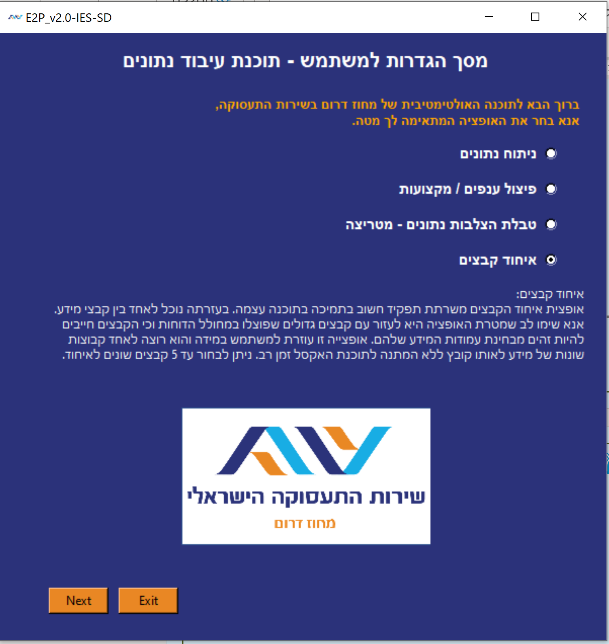 E2P_v2.0-IES-SD
מסך הגדרות למשתמש - תוכנת עיבוד נתונים
ברוך הבא לתוכנה האולטימטיבית של מחוז דרום בשירות התעסוקה,
אנא בחר את האופציה המתאימה לך מטה.
ניתוח נתונים
פיצול ענפים / מקצועות
טבלת הצלבות נתונים - מטריצה
איחוד קבצים
איחוד קבצים:
אופצית איחוד הקבצים משרתת תפקיד חשוב בתמיכה בתוכנה עצמה. בעזרתה נוכל לאחד בין קבצי מידע.
אנא שימו לב שמטרת האופציה היא לעזור עם קבצים גדולים שפוצלו במחולל הדוחות וכי הקבצים חייבים
להיות זהים מבחינת עמודות המידע שלהם. אופצייה זו עוזרת למשתמש במידה והוא רוצה לאחד קבוצות
שונות של מידע לאותו קובץ ללא המתנה לתוכנת האקסל זמן רב. ניתן לבחור עד 5 קבצים שונים לאיחוד.
שירות התעסוקה הישראלי
מחוז דרום
Next
Exit